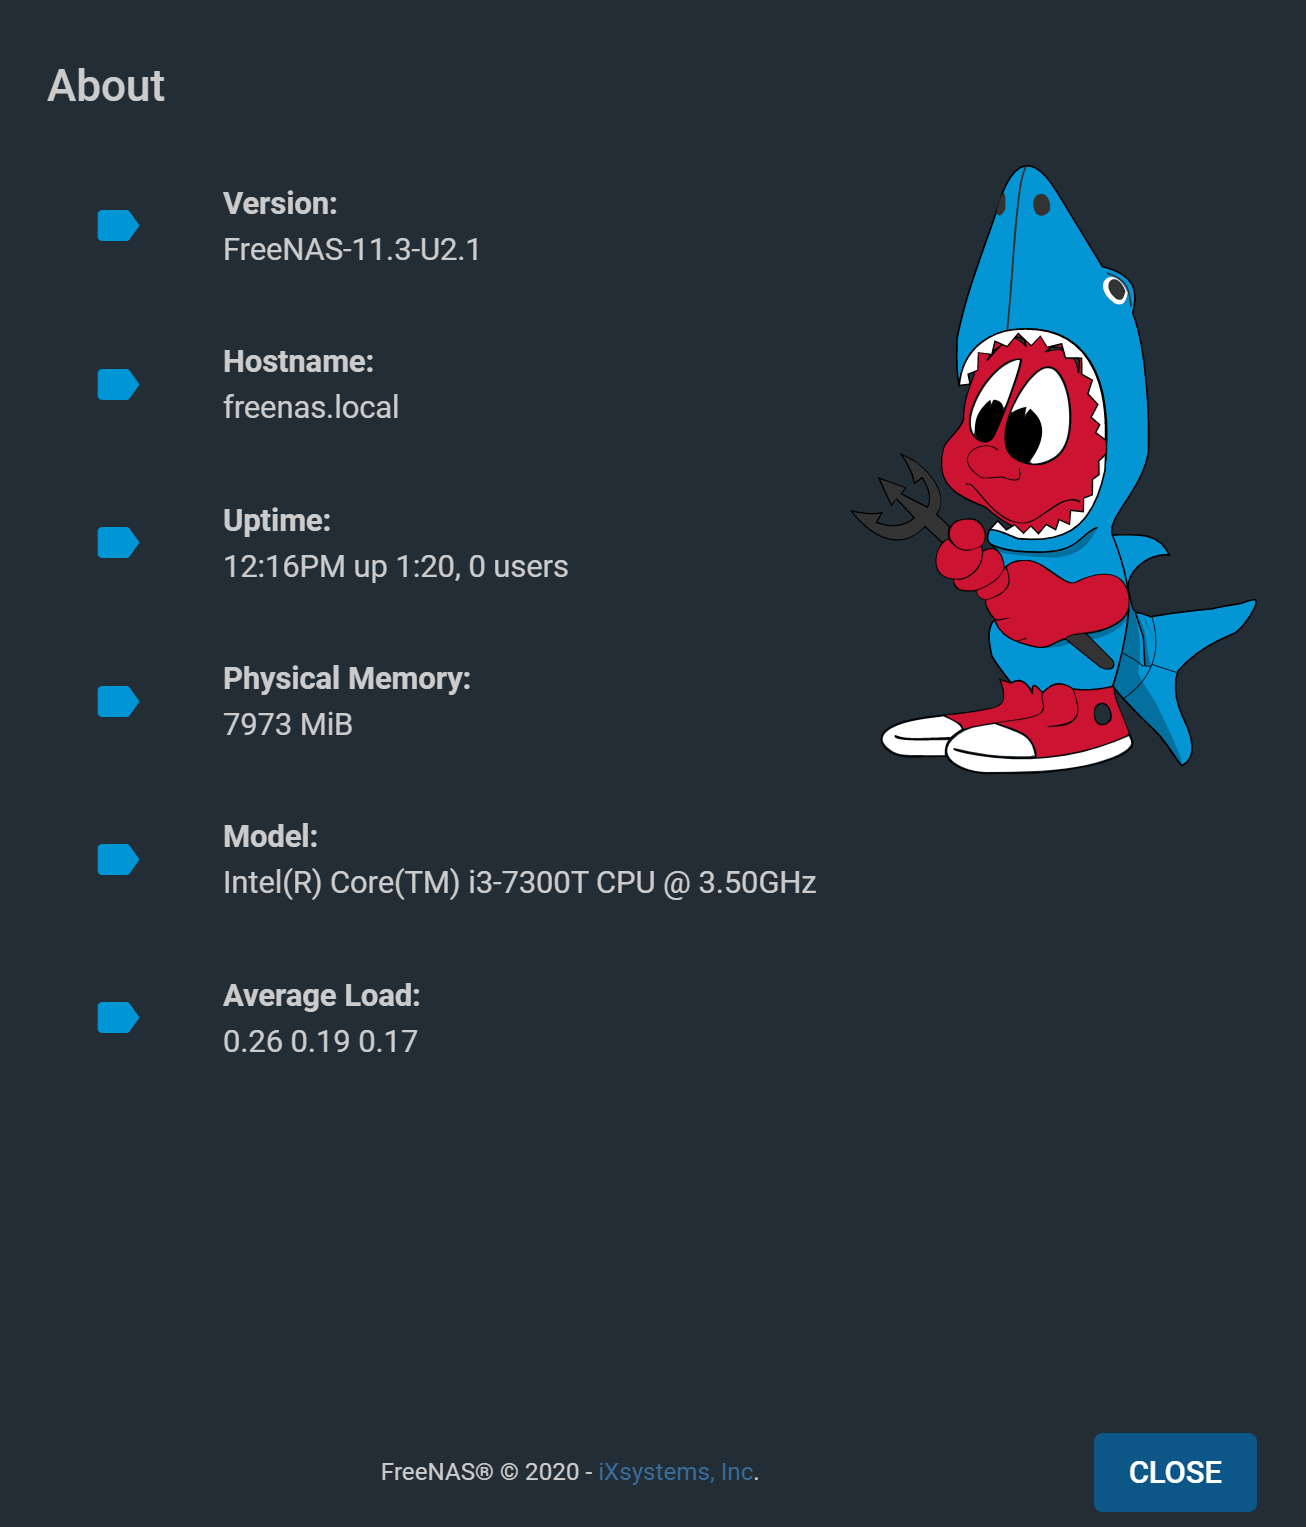 About
Version:
FreeNAS-11.3-U2.1
Hostname:
freenas.local
Uptime:
12:16PM up 1:20, 0 users
Physical Memory:
7973 MiB
Model:
Intel(R) Core(TM) i3-7300T CPU @ 3.50GHz
Average Load:
0.26 0.19 0.17
FreeNAS® © 2020 - iXsystems, Inc.
CLOSE